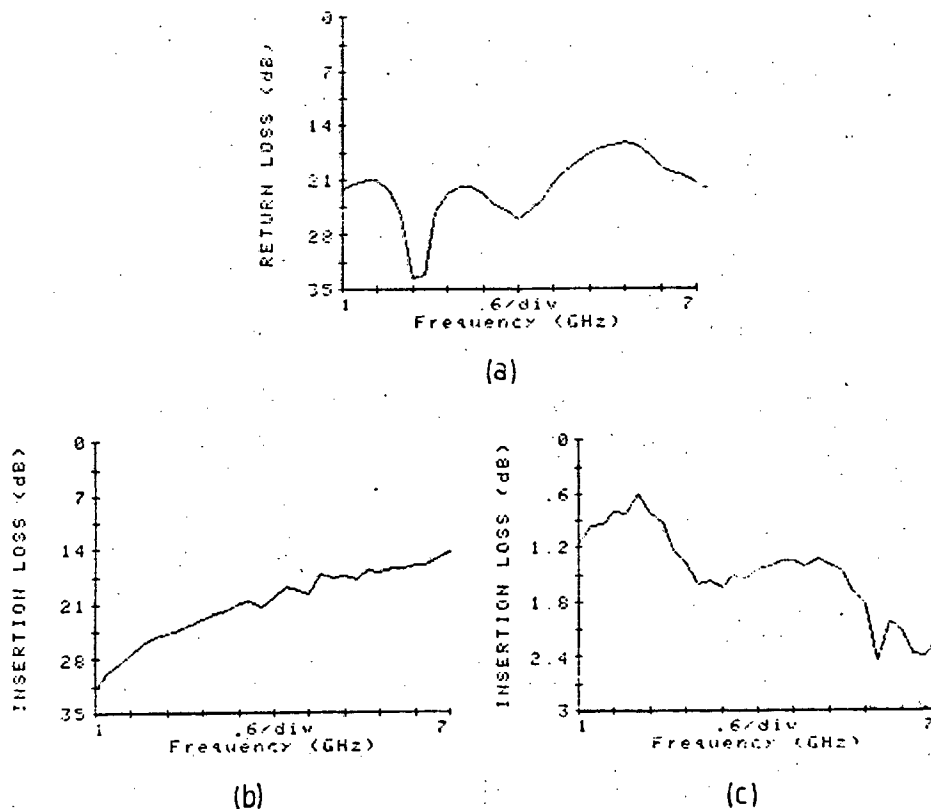 RETURN LOSS (dB)
0
7
14
21
28
35
1
.6/div
7
Frequency (GHz)
(a)
INSERTION LOSS (dB)
0
7
14
21
28
35
1
.6/div
7
Frequency (GHz)
(b)
INSERTION LOSS (dB)
0
.6
1.2
1.8
2.4
3
1
.6/div
7
Frequency (GHz)
(c)